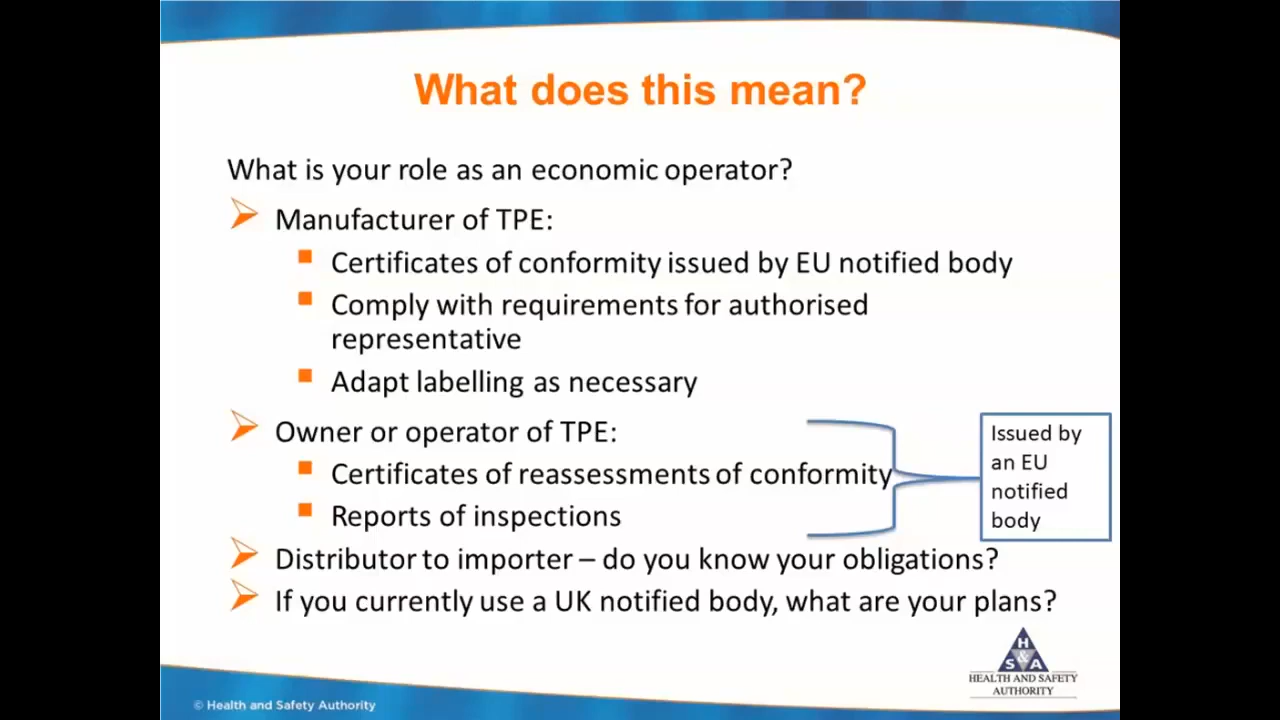 What does this mean?
What is your role as an economic operator?
Manufacturer of TPE:
Certificates of conformity issued by EU notified body
Comply with requirements for authorised
representative
Adapt labelling as necessary
Owner or operator of TPE:
Certificates of reassessments of conformity
Reports of inspections
Issued by
an EU
notified
body
Distributor to importer – do you know your obligations?
If you currently use a UK notified body, what are your plans?
H
S & A
HEALTH AND SAFETY
AUTHORITY
© Health and Safety Authority